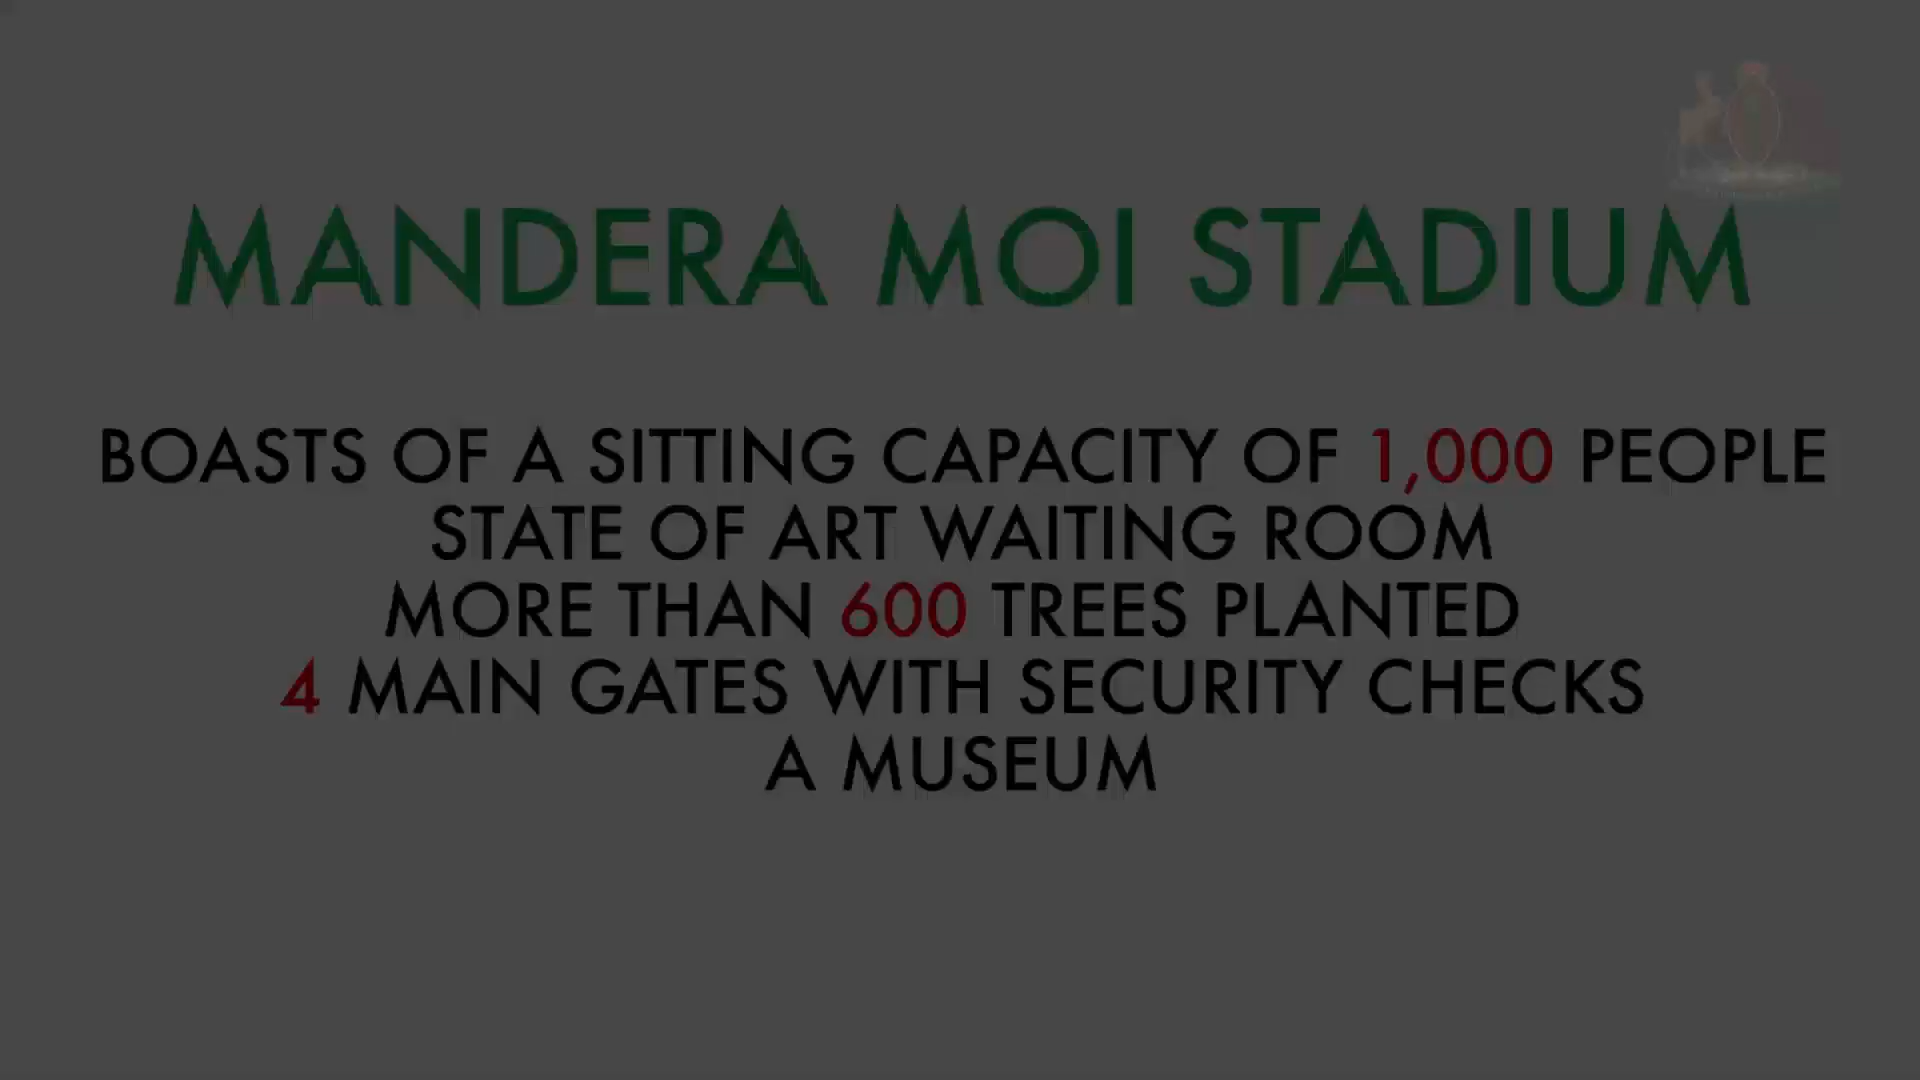 MANDERA MOI STADIUM
BOASTS OF A SITTING CAPACITY OF 1,000 PEOPLE
STATE OF ART WAITING ROOM
MORE THAN 600 TREES PLANTED
4 MAIN GATES WITH SECURITY CHECKS
A MUSEUM